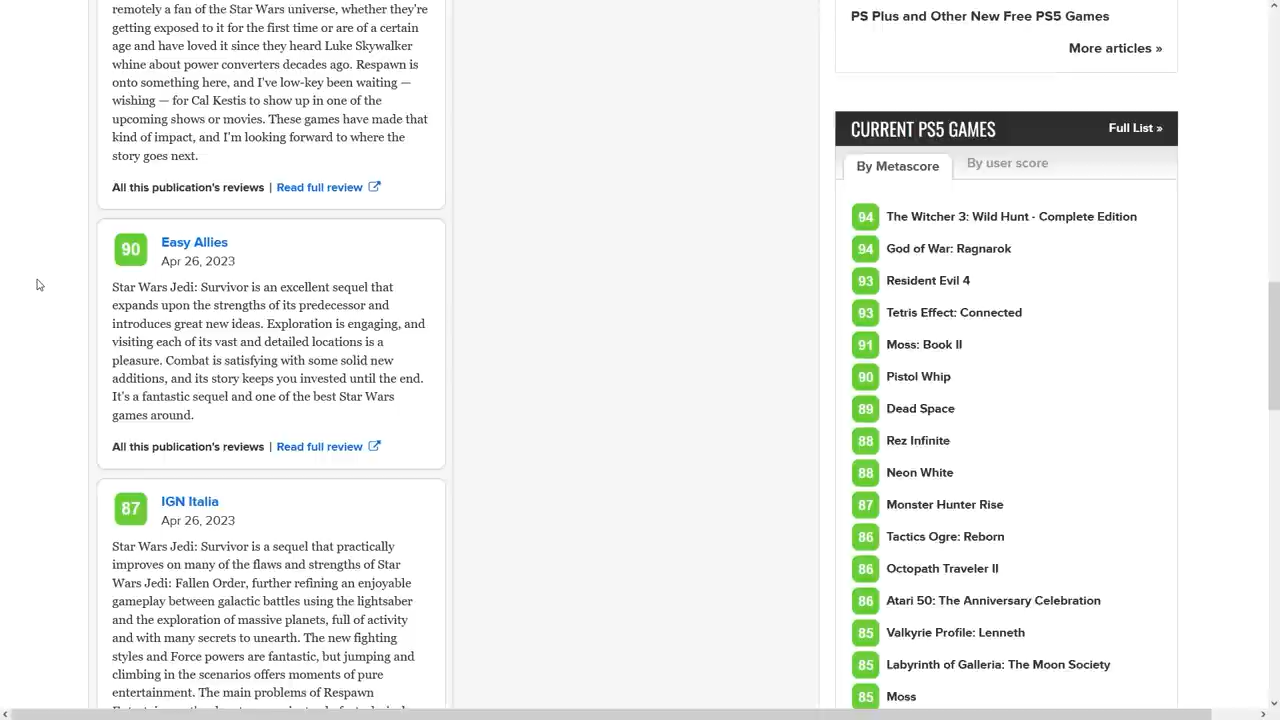 remotely a fan of the Star Wars universe, whether they're
getting exposed to it for the first time or are of a certain
age and have loved it since they heard Luke Skywalker
whine about power converters decades ago. Respawn is
onto something here, and I've low-key been waiting —
wishing — for Cal Kestis to show up in one of the
upcoming shows or movies. These games have made that
kind of impact, and I'm looking forward to where the
story goes next.
All this publication's reviews | Read full review
90
Easy Allies
Apr 26, 2023
Star Wars Jedi: Survivor is an excellent sequel that
expands upon the strengths of its predecessor and
introduces great new ideas. Exploration is engaging, and
visiting each of its vast and detailed locations is a
pleasure. Combat is satisfying with some solid new
additions, and its story keeps you invested until the end.
It's a fantastic sequel and one of the best Star Wars
games around.
All this publication's reviews | Read full review
87
IGN Italia
Apr 26, 2023
Star Wars Jedi: Survivor is a sequel that practically
improves on many of the flaws and strengths of Star
Wars Jedi: Fallen Order, further refining an enjoyable
gameplay between galactic battles using the lightsaber
and the exploration of massive planets, full of activity
and with many secrets to unearth. The new fighting
styles and Force powers are fantastic, but jumping and
climbing in the scenarios offers moments of pure
entertainment. The main problems of Respawn
PS Plus and Other New Free PS5 Games
More articles »
CURRENT PS5 GAMES
Full List »
By Metascore
By user score
94 The Witcher 3: Wild Hunt - Complete Edition
94 God of War: Ragnarok
93 Resident Evil 4
93 Tetris Effect: Connected
91 Moss: Book II
90 Pistol Whip
89 Dead Space
88 Rez Infinite
88 Neon White
87 Monster Hunter Rise
86 Tactics Ogre: Reborn
86 Octopath Traveler II
86 Atari 50: The Anniversary Celebration
85 Valkyrie Profile: Lenneth
85 Labyrinth of Galleria: The Moon Society
85 Moss